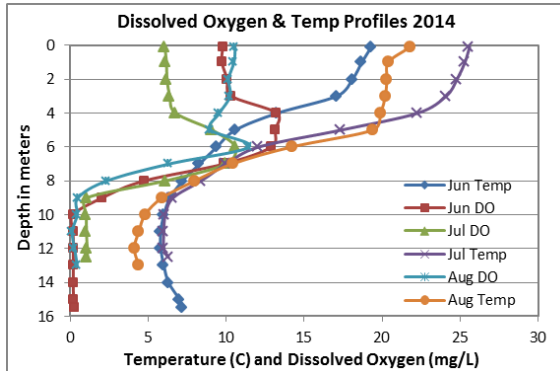 Dissolved Oxygen & Temp Profiles 2014
0
2
4
6
8
10
12
14
16
Depth in meters
Jun Temp
Jun DO
Jul DO
Jul Temp
Aug DO
Aug Temp
0 5 10 15 20 25 30
Temperature (C) and Dissolved Oxygen (mg/L)